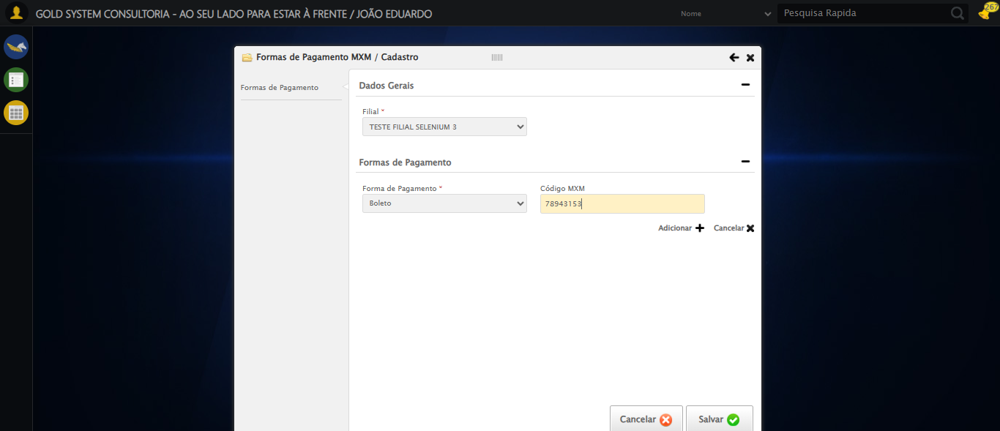 GOLD SYSTEM CONSULTORIA - AO SEU LADO PARA ESTAR À FRENTE / JOÃO EDUARDO
Nome
Pesquisa Rapida
267
Formas de Pagamento MXM / Cadastro
Formas de Pagamento
Dados Gerais
Filial *
TESTE FILIAL SELENIUM 3
Formas de Pagamento
Forma de Pagamento *
Código MXM
Boleto
78943153
Adicionar
Cancelar
Cancelar
Salvar